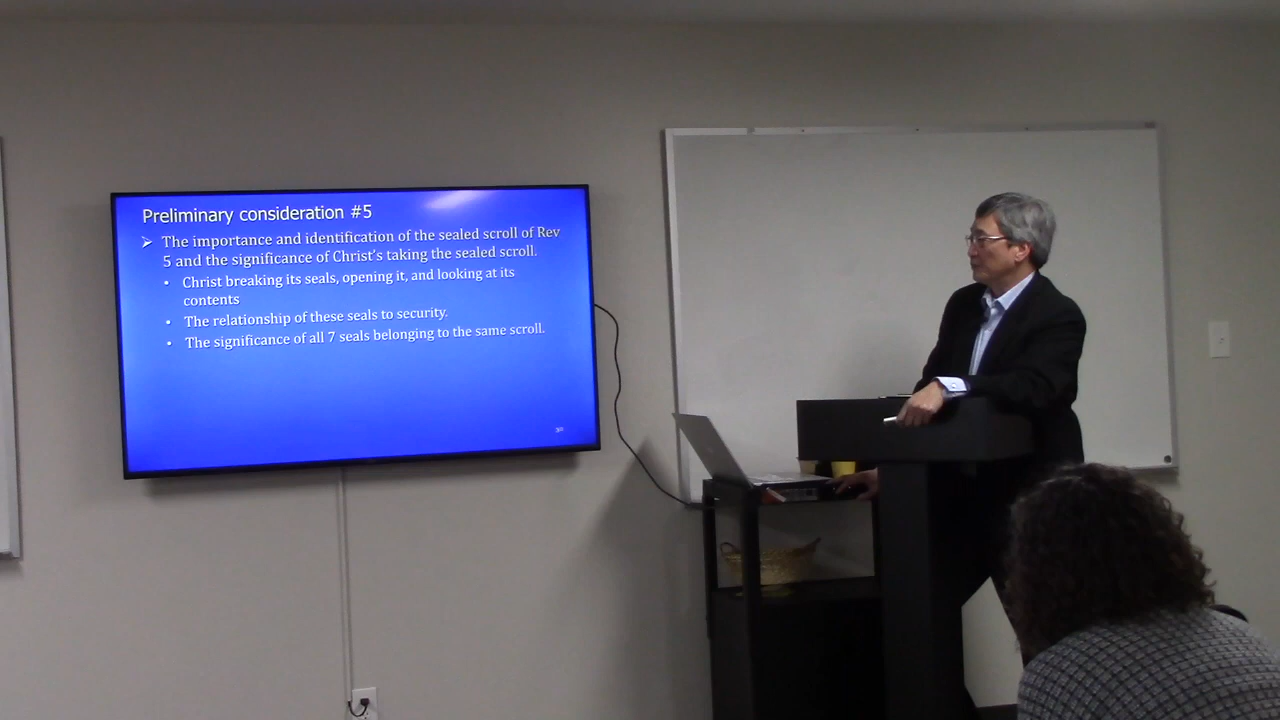 Preliminary consideration #5
➢ The importance and identification of the sealed scroll of Rev
5 and the significance of Christ's taking the sealed scroll.
• Christ breaking its seals, opening it, and looking at its
contents
• The relationship of these seals to security.
• The significance of all 7 seals belonging to the same scroll.